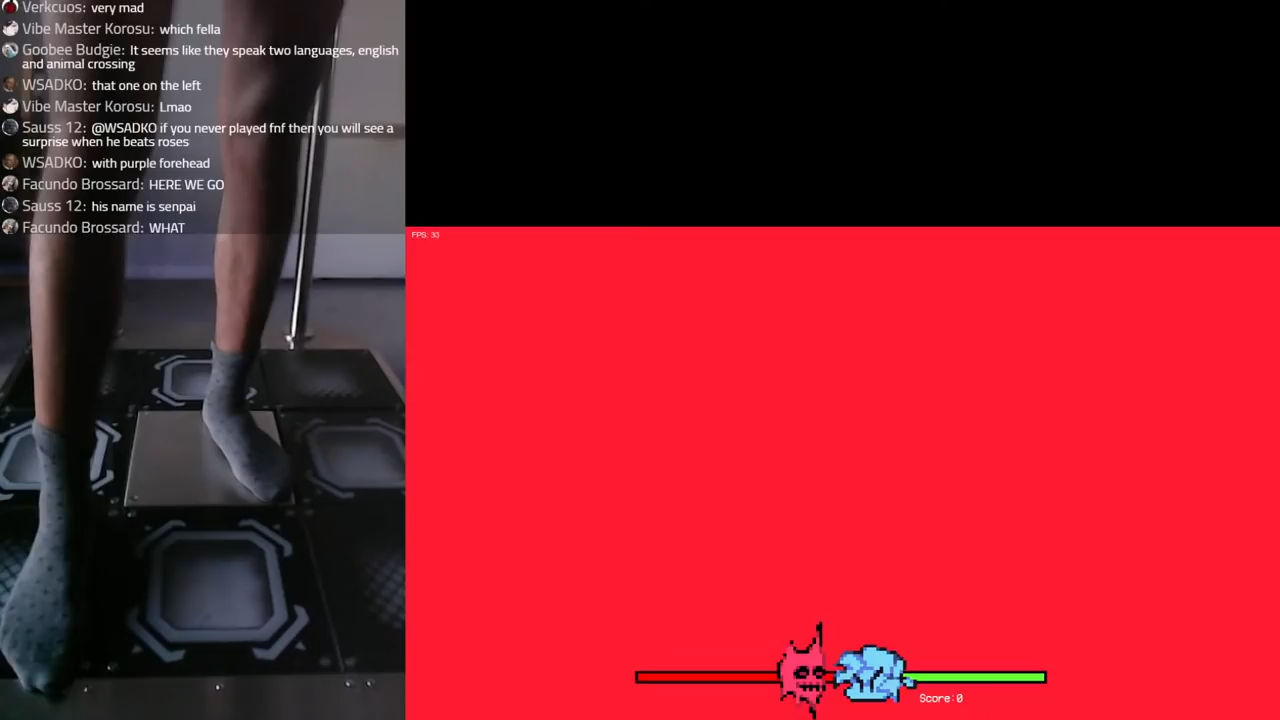 Verkcuos: very mad
Vibe Master Korosu: which fella
Goobee Budgie: It seems like they speak two languages, english
and animal crossing
WSADKO: that one on the left
Vibe Master Korosu: Lmao
Sauss 12: @WSADKO if you never played fnf then you will see a
surprise when he beats roses
WSADKO: with purple forehead
Facundo Brossard: HERE WE GO
Sauss 12: his name is senpai
Facundo Brossard: WHAT
FPS: 33
Score:0